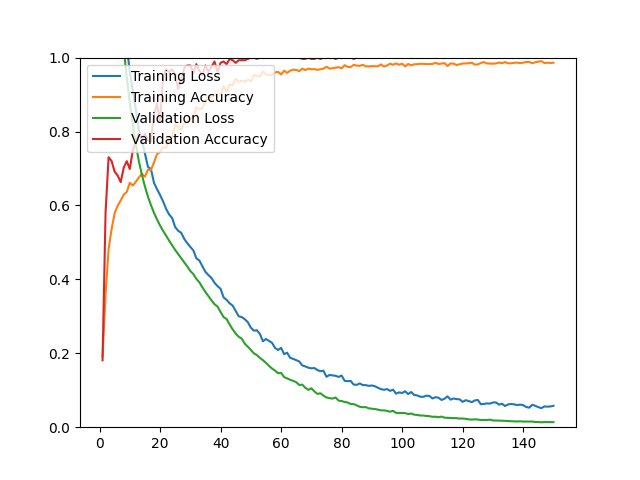 1.0
0.8
0.6
0.4
0.2
0.0
Training Loss
Training Accuracy
Validation Loss
Validation Accuracy
0 20 40 60 80 100 120 140